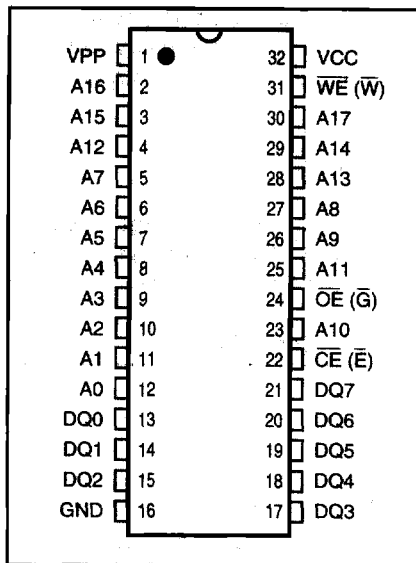 VPP 1 32 VCC
A16 2 31 W̅E̅ (W̅)
A15 3 30 A17
A12 4 29 A14
A7 5 28 A13
A6 6 27 A8
A5 7 26 A9
A4 8 25 A11
A3 9 24 O̅E̅ (G̅)
A2 10 23 A10
A1 11 22 C̅E̅ (E̅)
A0 12 21 DQ7
DQ0 13 20 DQ6
DQ1 14 19 DQ5
DQ2 15 18 DQ4
GND 16 17 DQ3